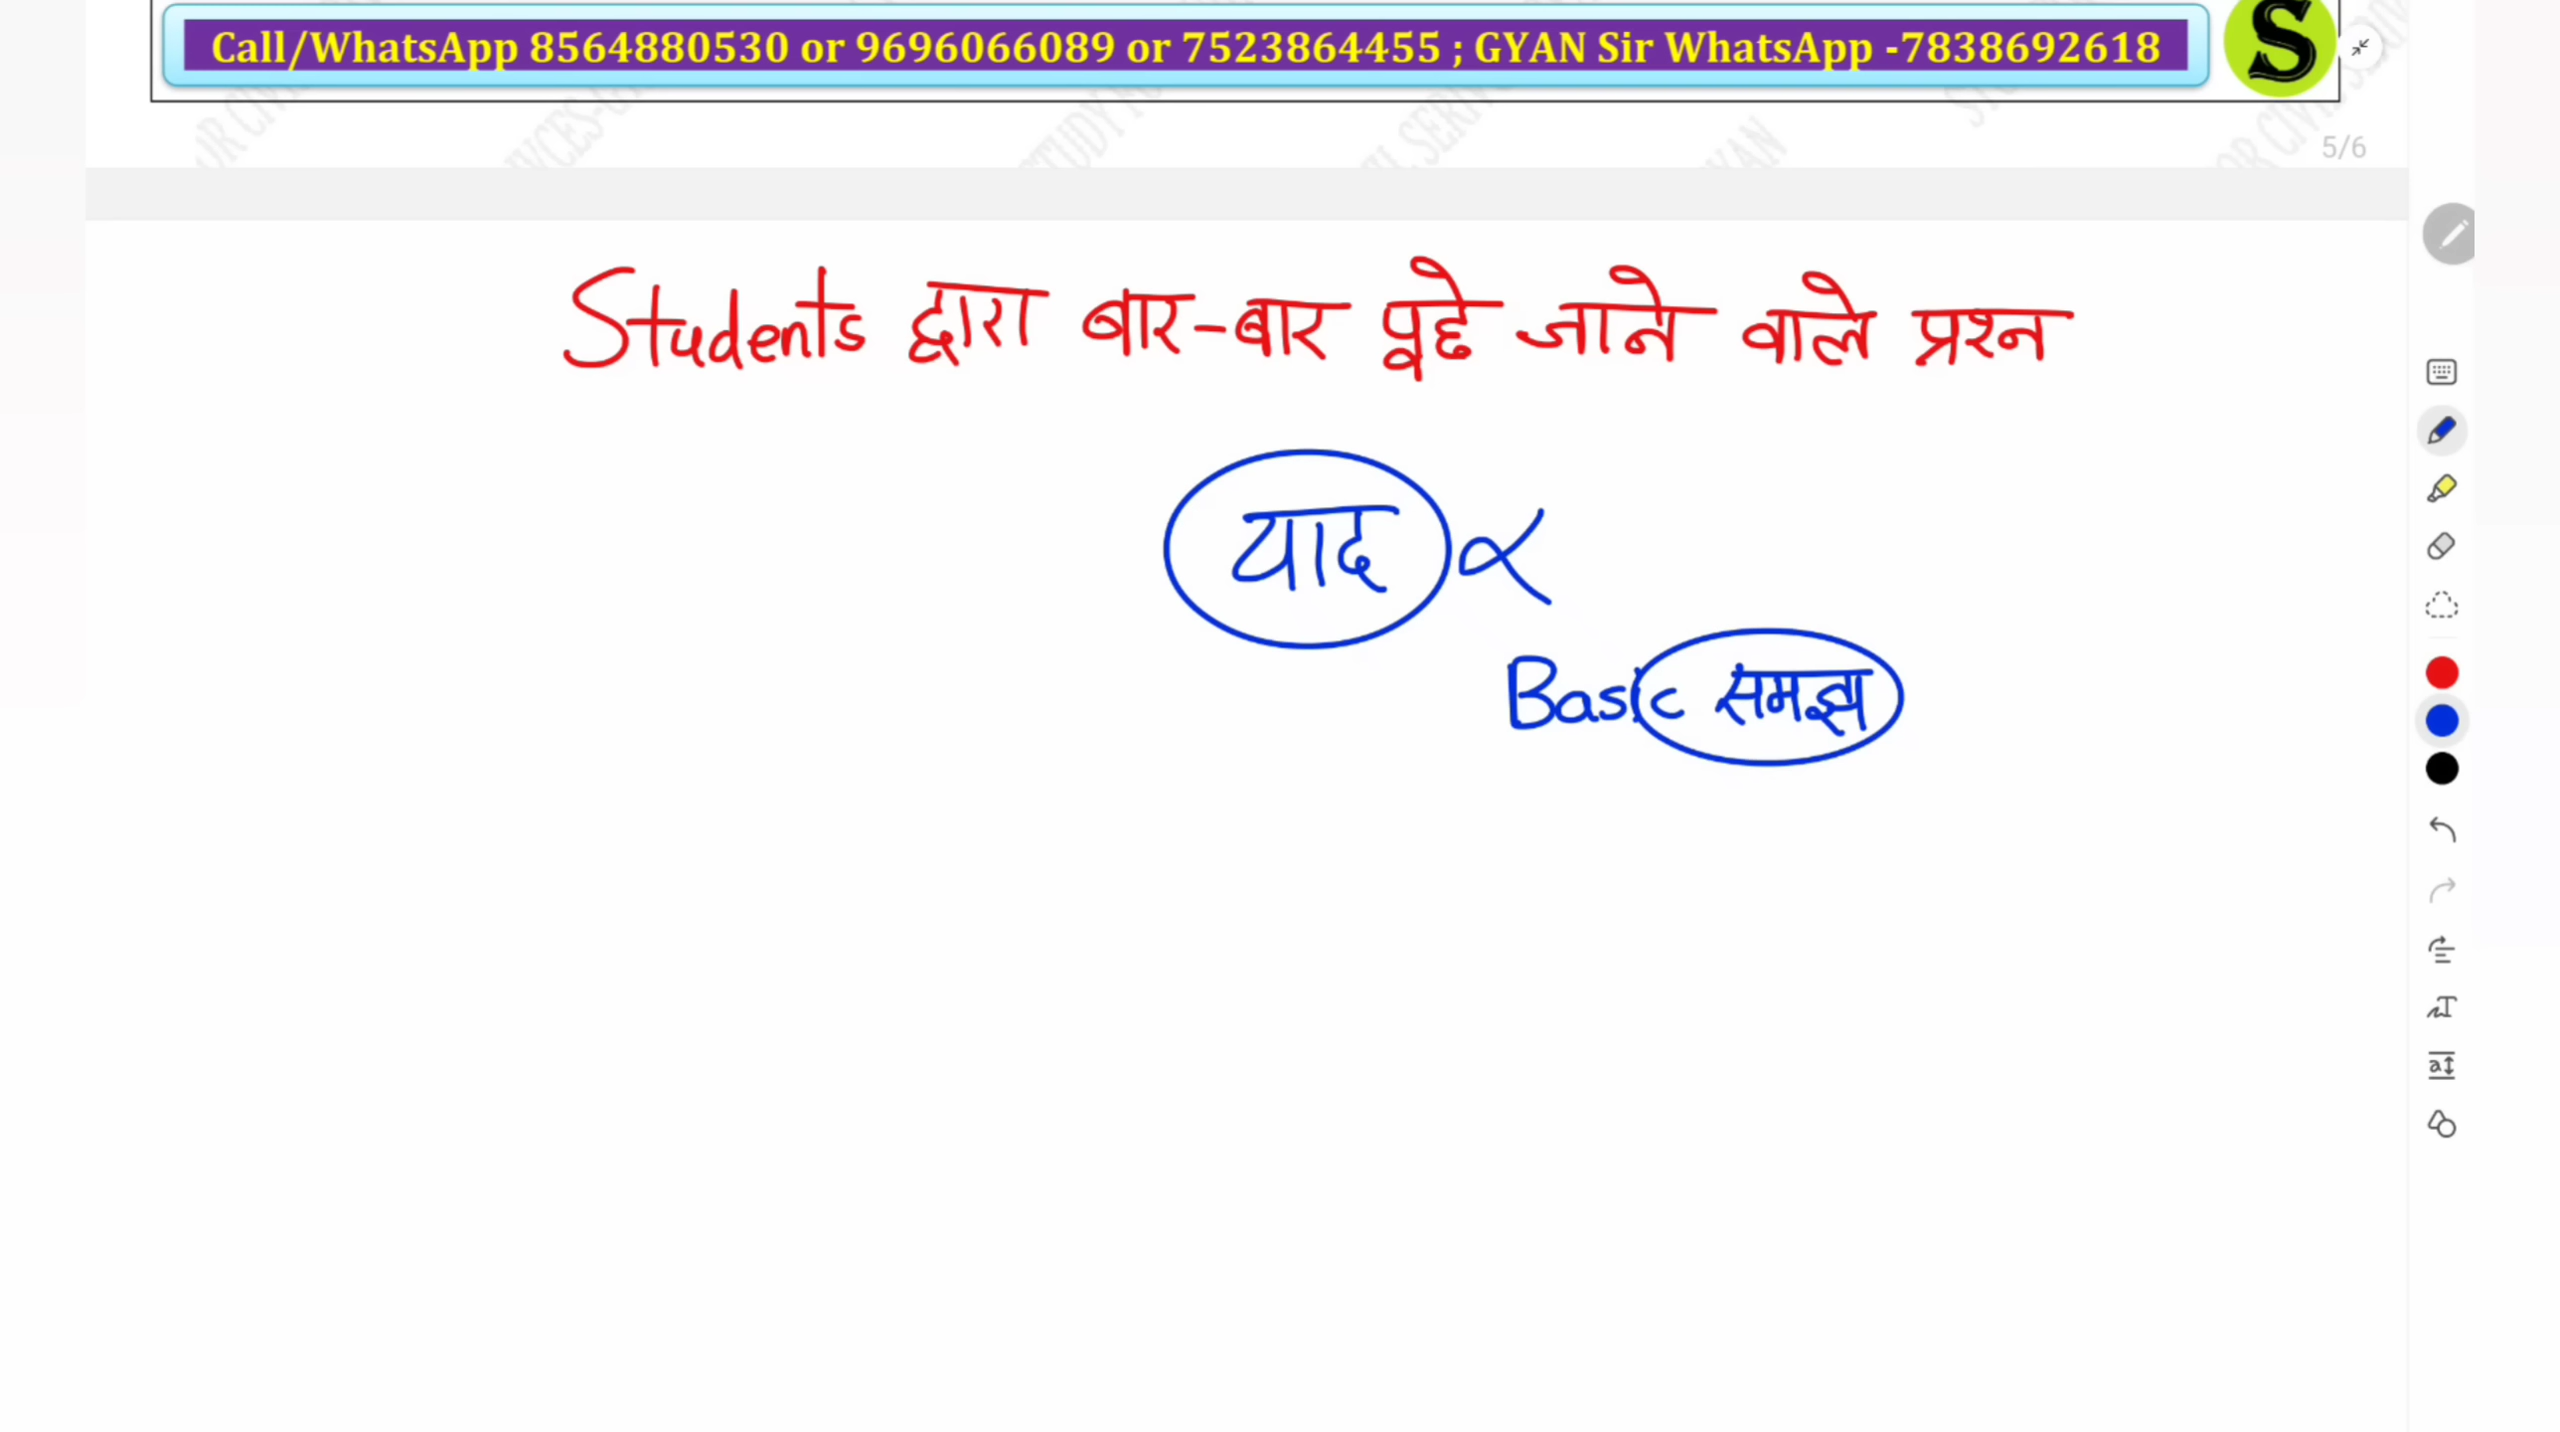 Call/WhatsApp 8564880530 or 9696066089 or 7523864455 ; GYAN Sir WhatsApp -7838692618
S
5/6
Students द्वारा बार-बार पूछे जाने वाले प्रश्न
याद ∝
Basic समझ